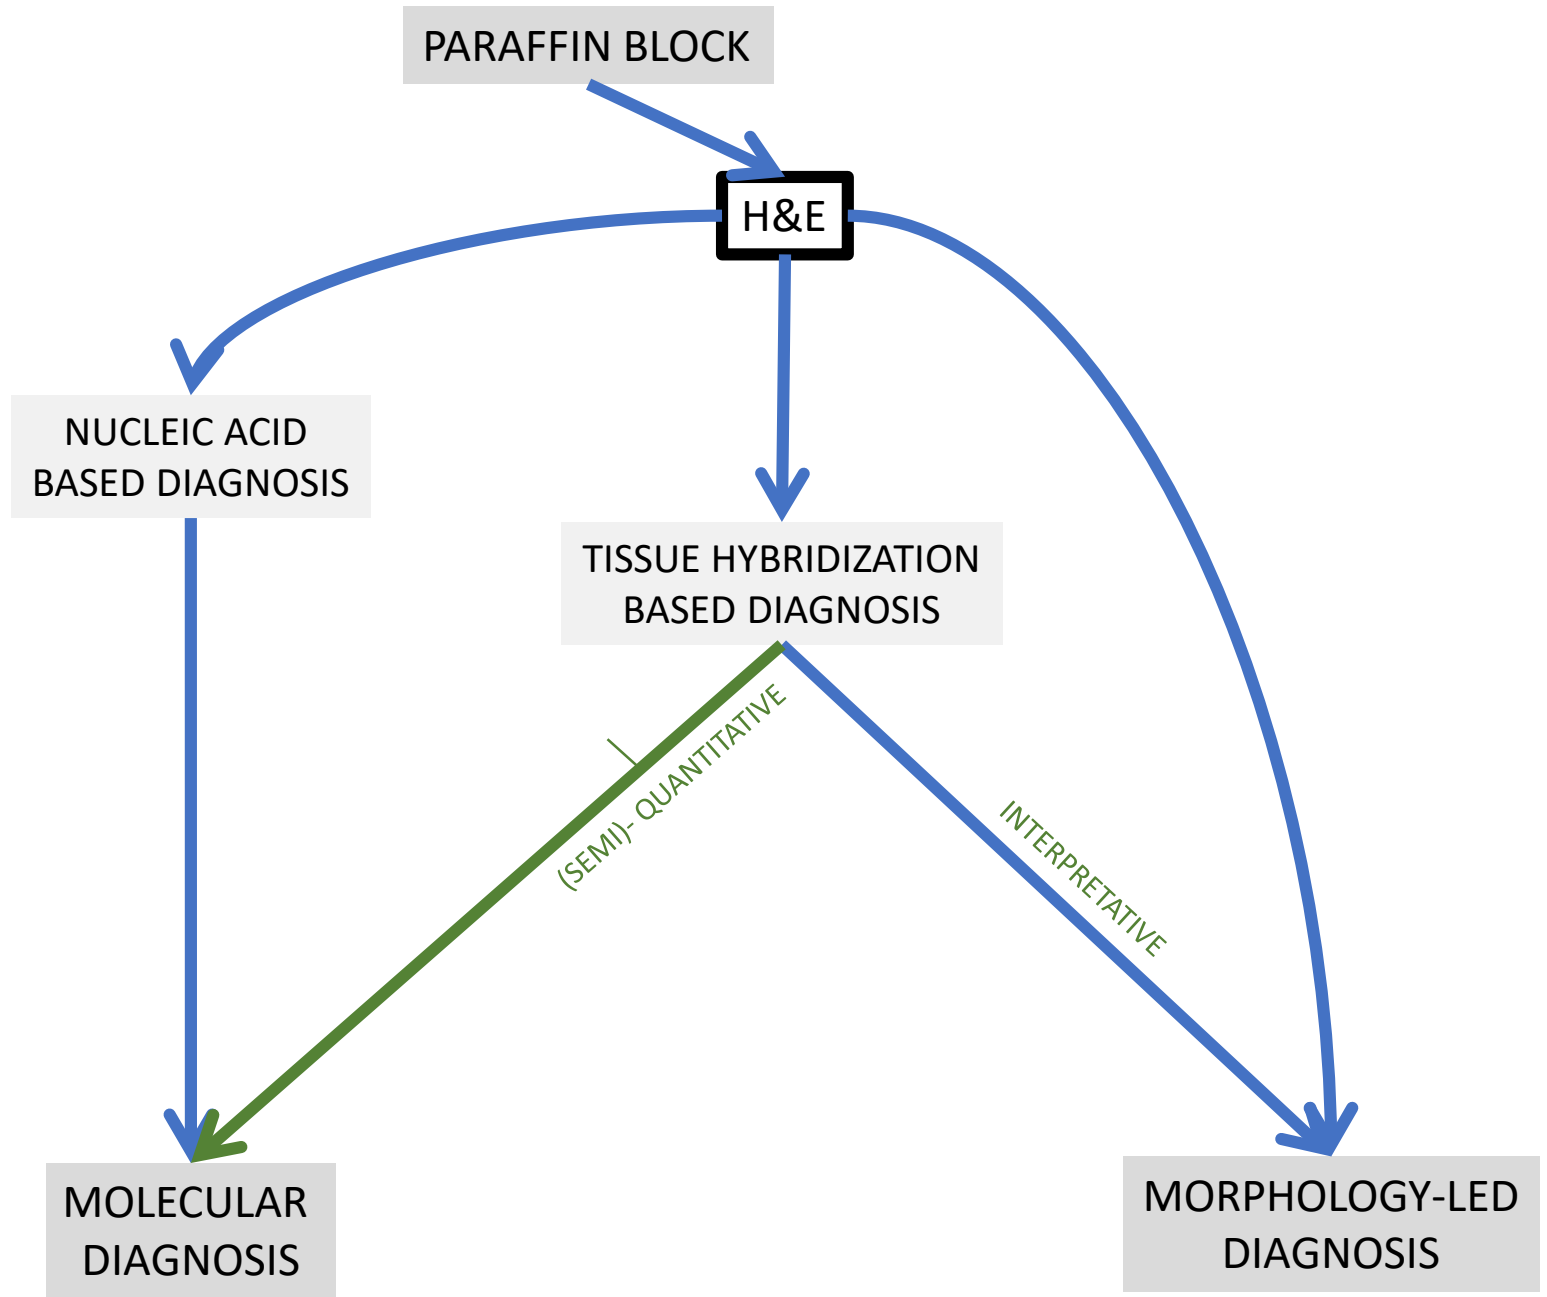 PARAFFIN BLOCK
H&E
NUCLEIC ACID
BASED DIAGNOSIS
TISSUE HYBRIDIZATION
BASED DIAGNOSIS
(SEMI)- QUANTITATIVE
INTERPRETATIVE
MOLECULAR
DIAGNOSIS
MORPHOLOGY-LED
DIAGNOSIS